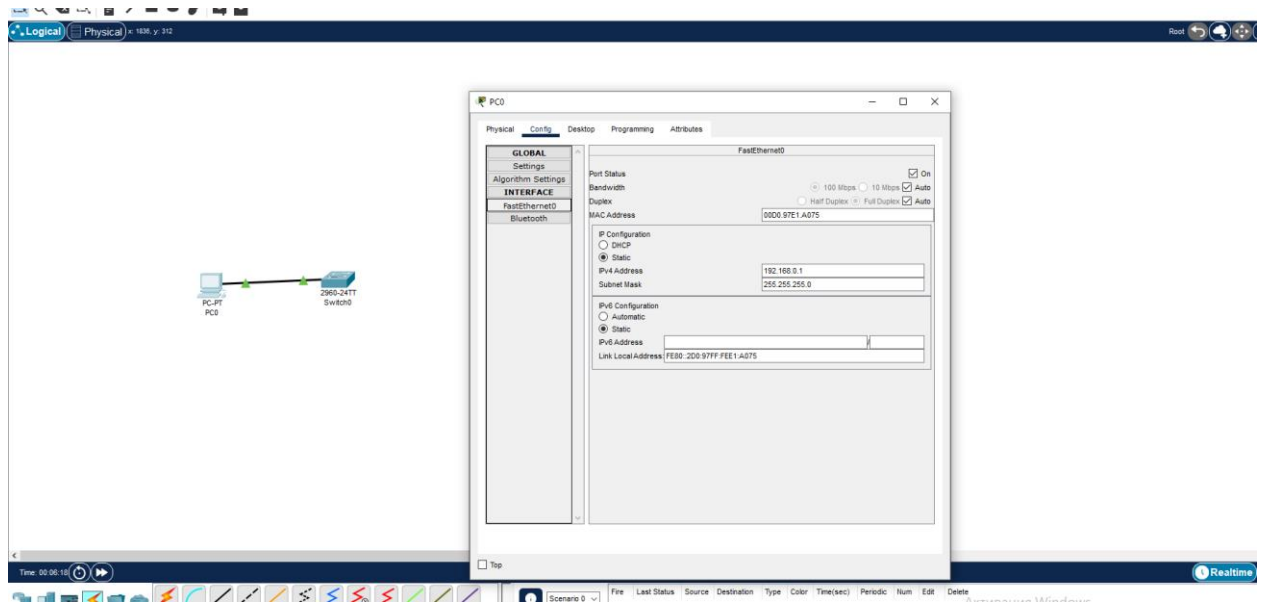 Logical Physical x: 1638, y: 312 Root
PC0
Physical Config Desktop Programming Attributes
GLOBAL
Settings
Algorithm Settings
INTERFACE
FastEthernet0
Bluetooth
FastEthernet0
Port Status On
Bandwidth 100 Mbps 10 Mbps Auto
Duplex Half Duplex Full Duplex Auto
MAC Address 00D0.97E1.A075
IP Configuration
DHCP
Static
IPv4 Address 192.168.0.1
Subnet Mask 255.255.255.0
IPv6 Configuration
Automatic
Static
IPv6 Address /
Link Local Address: FE80::2D0:97FF:FEE1:A075
PC-PT
PC0
2960-24TT
Switch0
Top
Time: 00:06:18 Realtime
Scenario 0 Fire Last Status Source Destination Type Color Time(sec) Periodic Num Edit Delete
Активация Windows